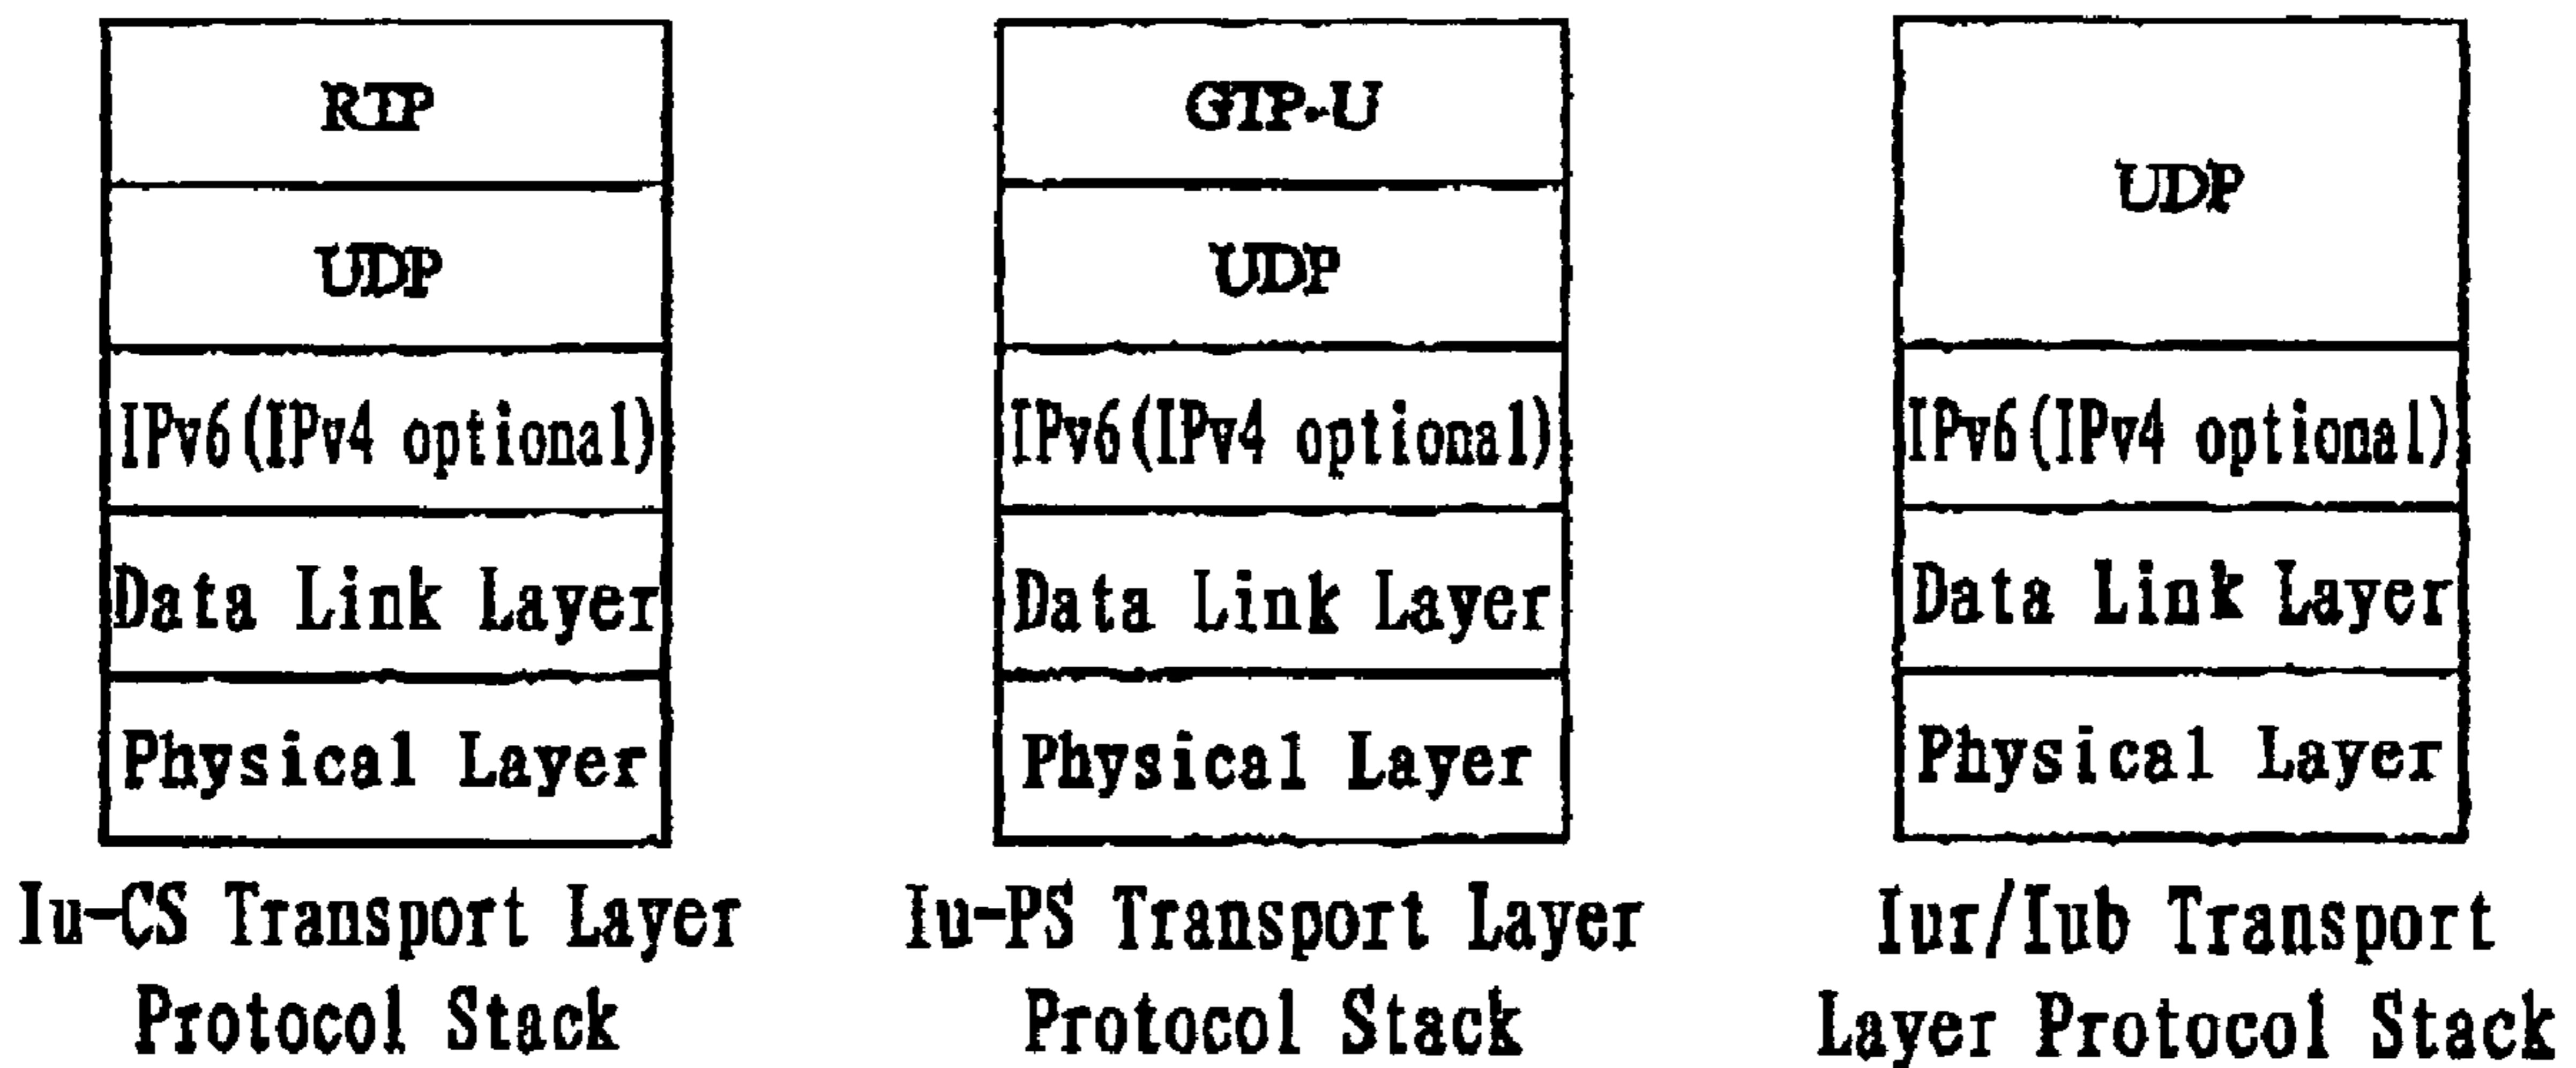 RTP
UDP
IPv6(IPv4 optional)
Data Link Layer
Physical Layer
Iu-CS Transport Layer
Protocol Stack
GTP-U
UDP
IPv6(IPv4 optional)
Data Link Layer
Physical Layer
Iu-PS Transport Layer
Protocol Stack
UDP
IPv6(IPv4 optional)
Data Link Layer
Physical Layer
Iur/Iub Transport
Layer Protocol Stack